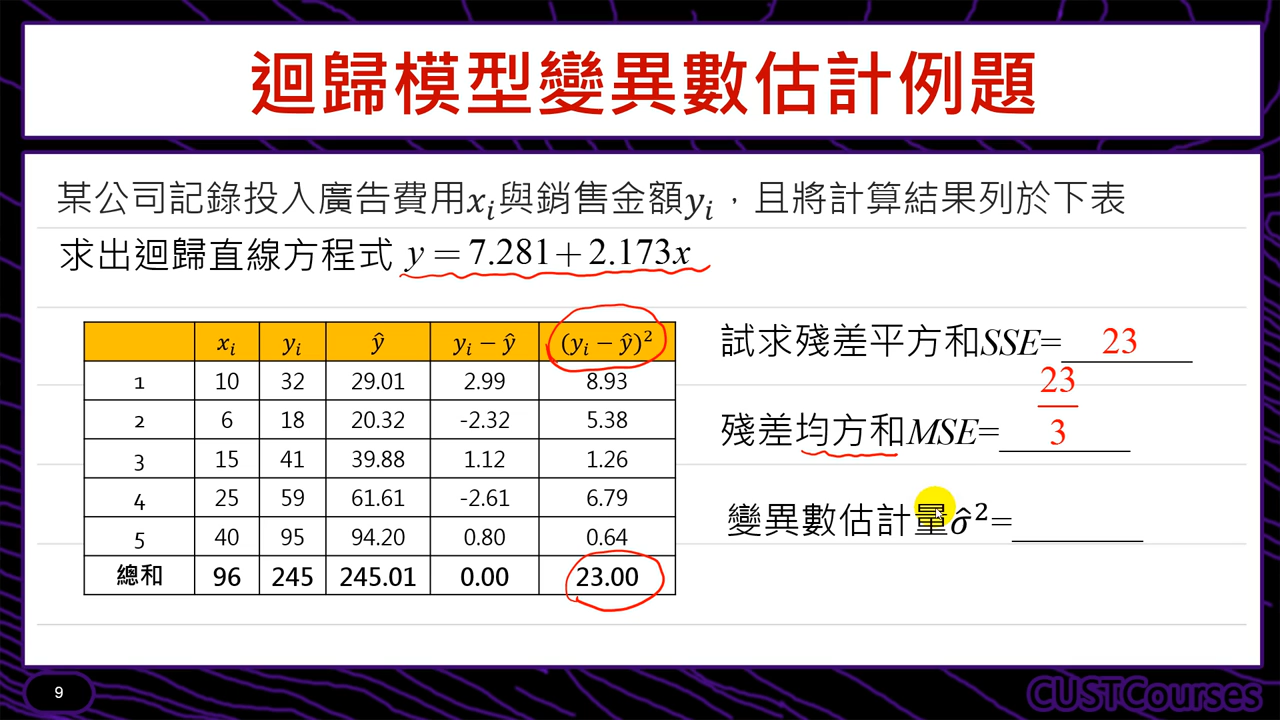 迴歸模型變異數估計例題
某公司記錄投入廣告費用xᵢ與銷售金額yᵢ，且將計算結果列於下表
求出迴歸直線方程式 y = 7.281 + 2.173x
xᵢ yᵢ ŷ yᵢ − ŷ (yᵢ − ŷ)²
1 10 32 29.01 2.99 8.93
2 6 18 20.32 -2.32 5.38
3 15 41 39.88 1.12 1.26
4 25 59 61.61 -2.61 6.79
5 40 95 94.20 0.80 0.64
總和 96 245 245.01 0.00 23.00
試求殘差平方和SSE= 23
殘差均方和MSE= 23/3
變異數估計量σ̂²=
9
CUSTCourses